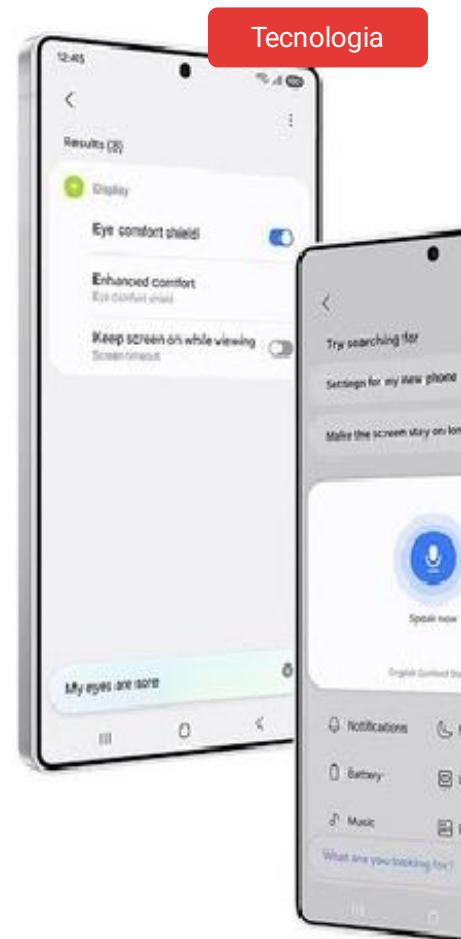 Tecnologia
12:45
Results (3)
Display
Eye comfort shield
Enhanced comfort
Eye comfort shield
Keep screen on while viewing
Screen timeout
My eyes are sore
Try searching for
Settings for my new phone
Make the screen stay on
Speak now
English
Notifications
Battery
Music
What are you looking for?